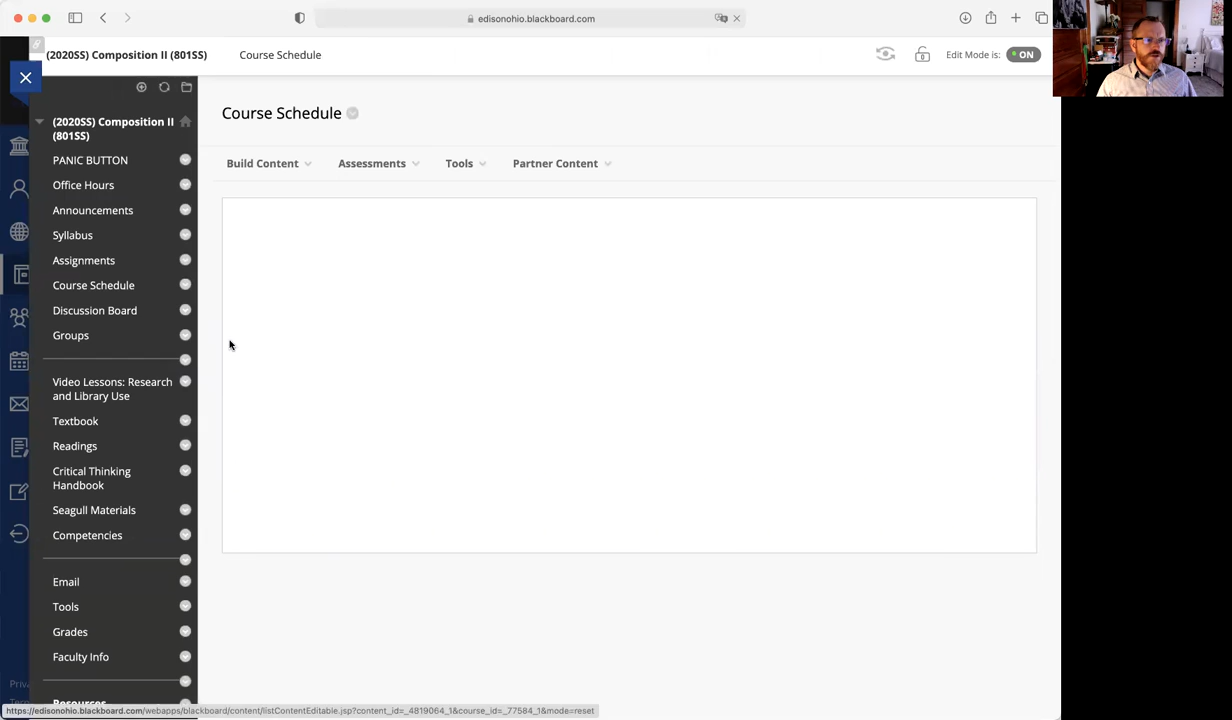 edisonohio.blackboard.com
(2020SS) Composition II (801SS)
Course Schedule
Edit Mode is:
ON
(2020SS) Composition II
(801SS)
PANIC BUTTON
Office Hours
Announcements
Syllabus
Assignments
Course Schedule
Discussion Board
Groups
Video Lessons: Research
and Library Use
Textbook
Readings
Critical Thinking
Handbook
Seagull Materials
Competencies
Email
Tools
Grades
Faculty Info
Resources
Course Schedule
Build Content
Assessments
Tools
Partner Content
Priva
https://edisonohio.blackboard.com/webapps/blackboard/content/listContentEditable.jsp?content_id=_4819064_1&course_id=_77584_1&mode=reset